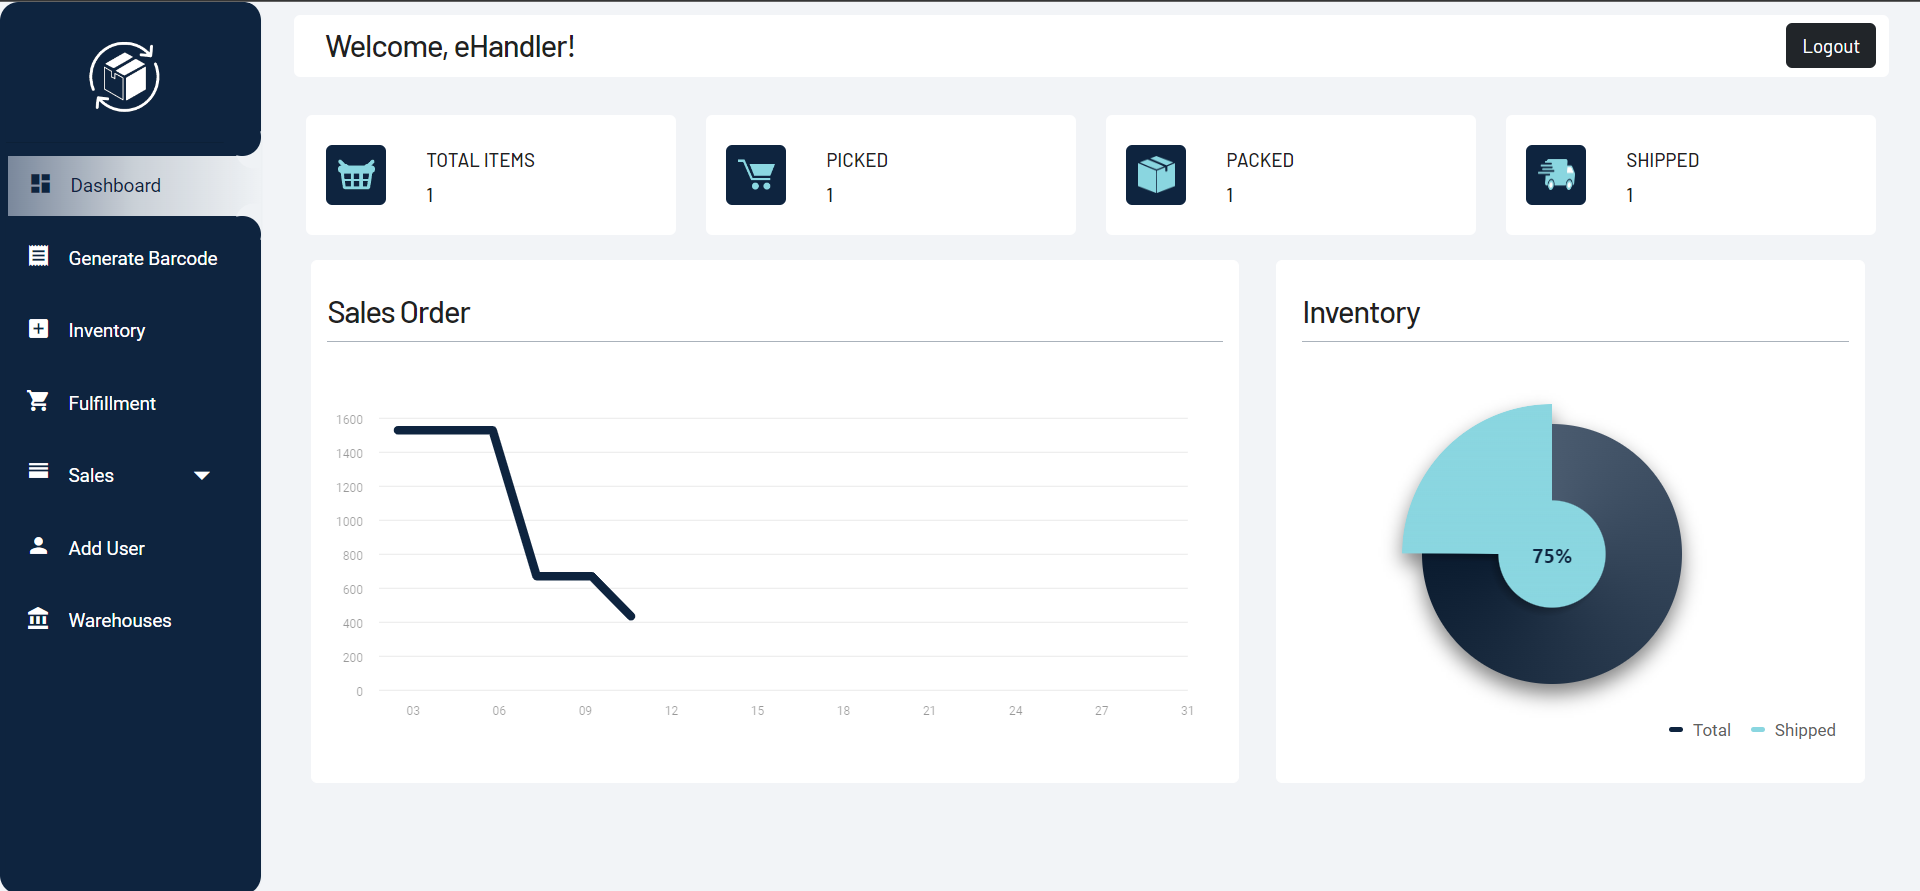 Welcome, eHandler!
Logout
Dashboard
Generate Barcode
Inventory
Fulfillment
Sales
Add User
Warehouses
TOTAL ITEMS
1
PICKED
1
PACKED
1
SHIPPED
1
Sales Order
1600
1400
1200
1000
800
600
400
200
0
03 06 09 12 15 18 21 24 27 31
Inventory
75%
Total Shipped